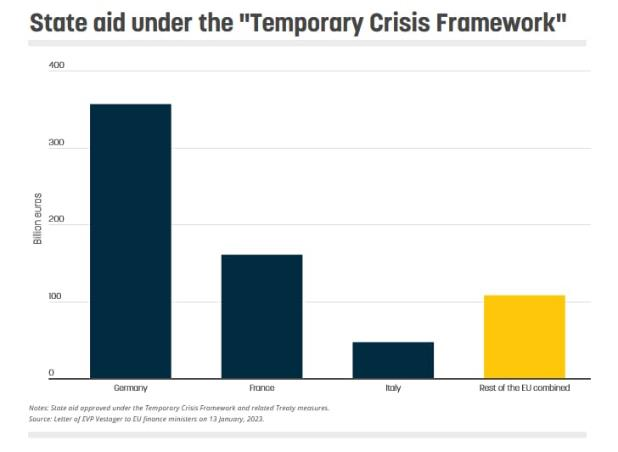 State aid under the "Temporary Crisis Framework"
400
300
200
100
0
Billion euros
Germany
France
Italy
Rest of the EU combined
Notes: State aid approved under the Temporary Crisis Framework and related Treaty measures.
Source: Letter of EVP Vestager to EU finance ministers on 13 January, 2023.